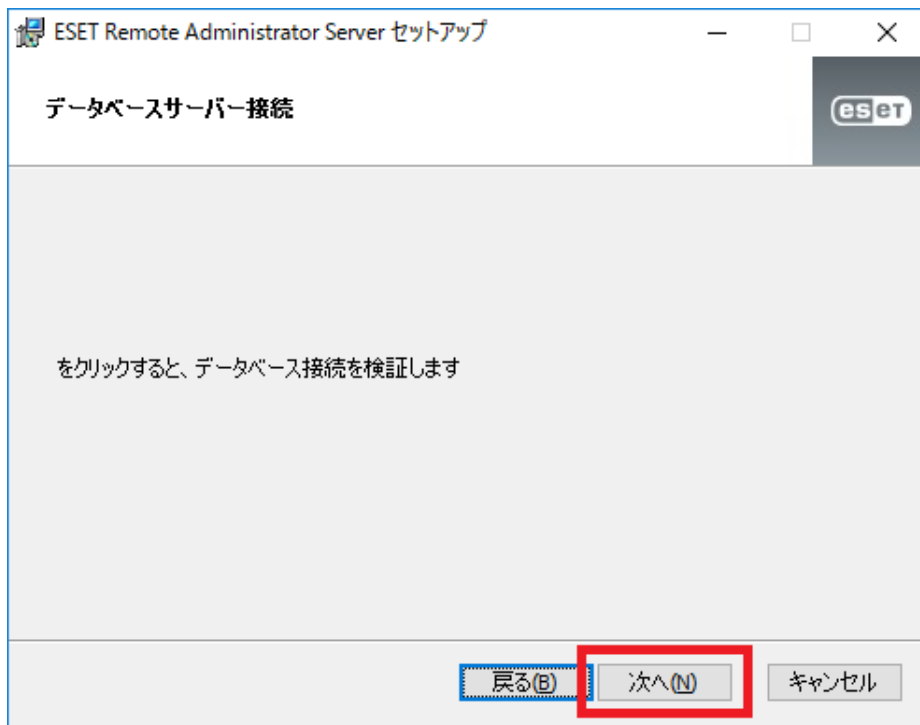 ESET Remote Administrator Server セットアップ
データベースサーバー接続
eseT
をクリックすると、データベース接続を検証します
戻る(B) 次へ(N) キャンセル